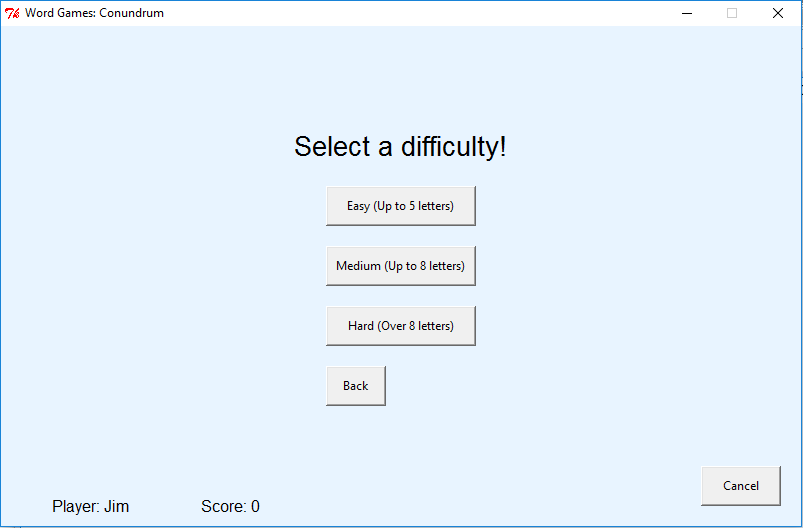 Word Games: Conundrum
Select a difficulty!
Easy (Up to 5 letters)
Medium (Up to 8 letters)
Hard (Over 8 letters)
Back
Cancel
Player: Jim Score: 0